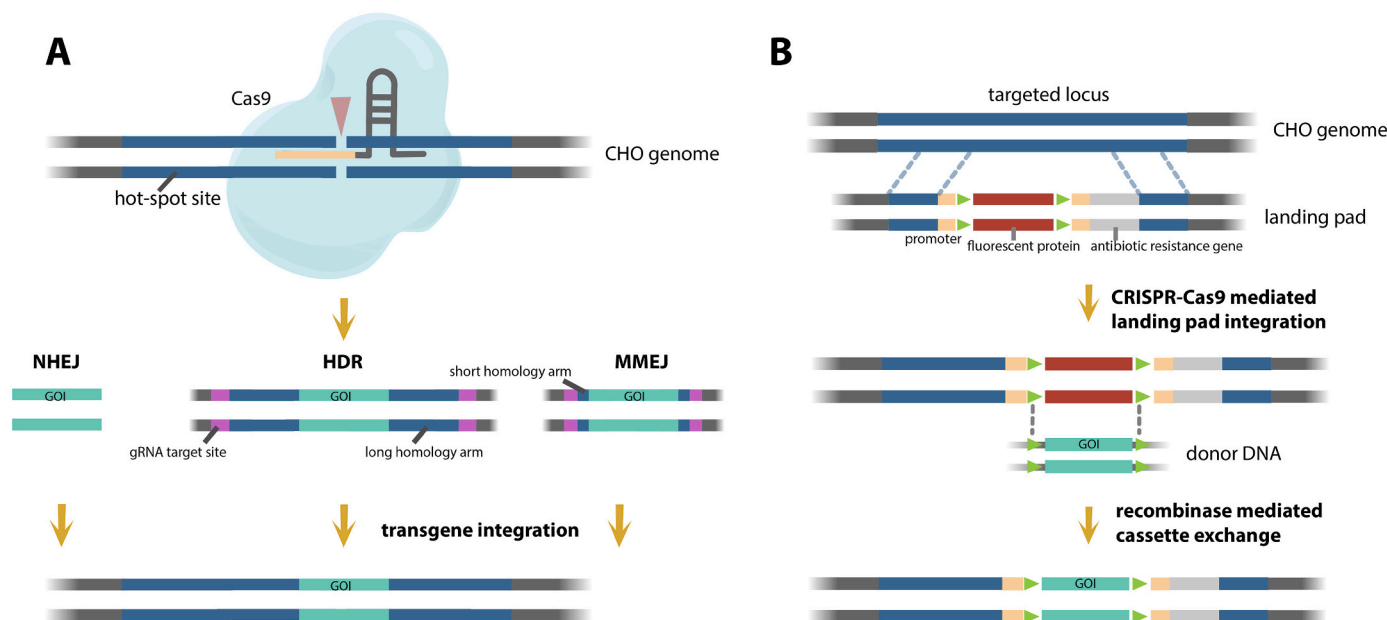 A
Cas9
CHO genome
hot-spot site
NHEJ
HDR
MMEJ
short homology arm
GOI
GOI
GOI
gRNA target site
long homology arm
transgene integration
GOI
B
targeted locus
CHO genome
landing pad
promoter
fluorescent protein
antibiotic resistance gene
CRISPR-Cas9 mediated
landing pad integration
GOI
donor DNA
recombinase mediated
cassette exchange
GOI